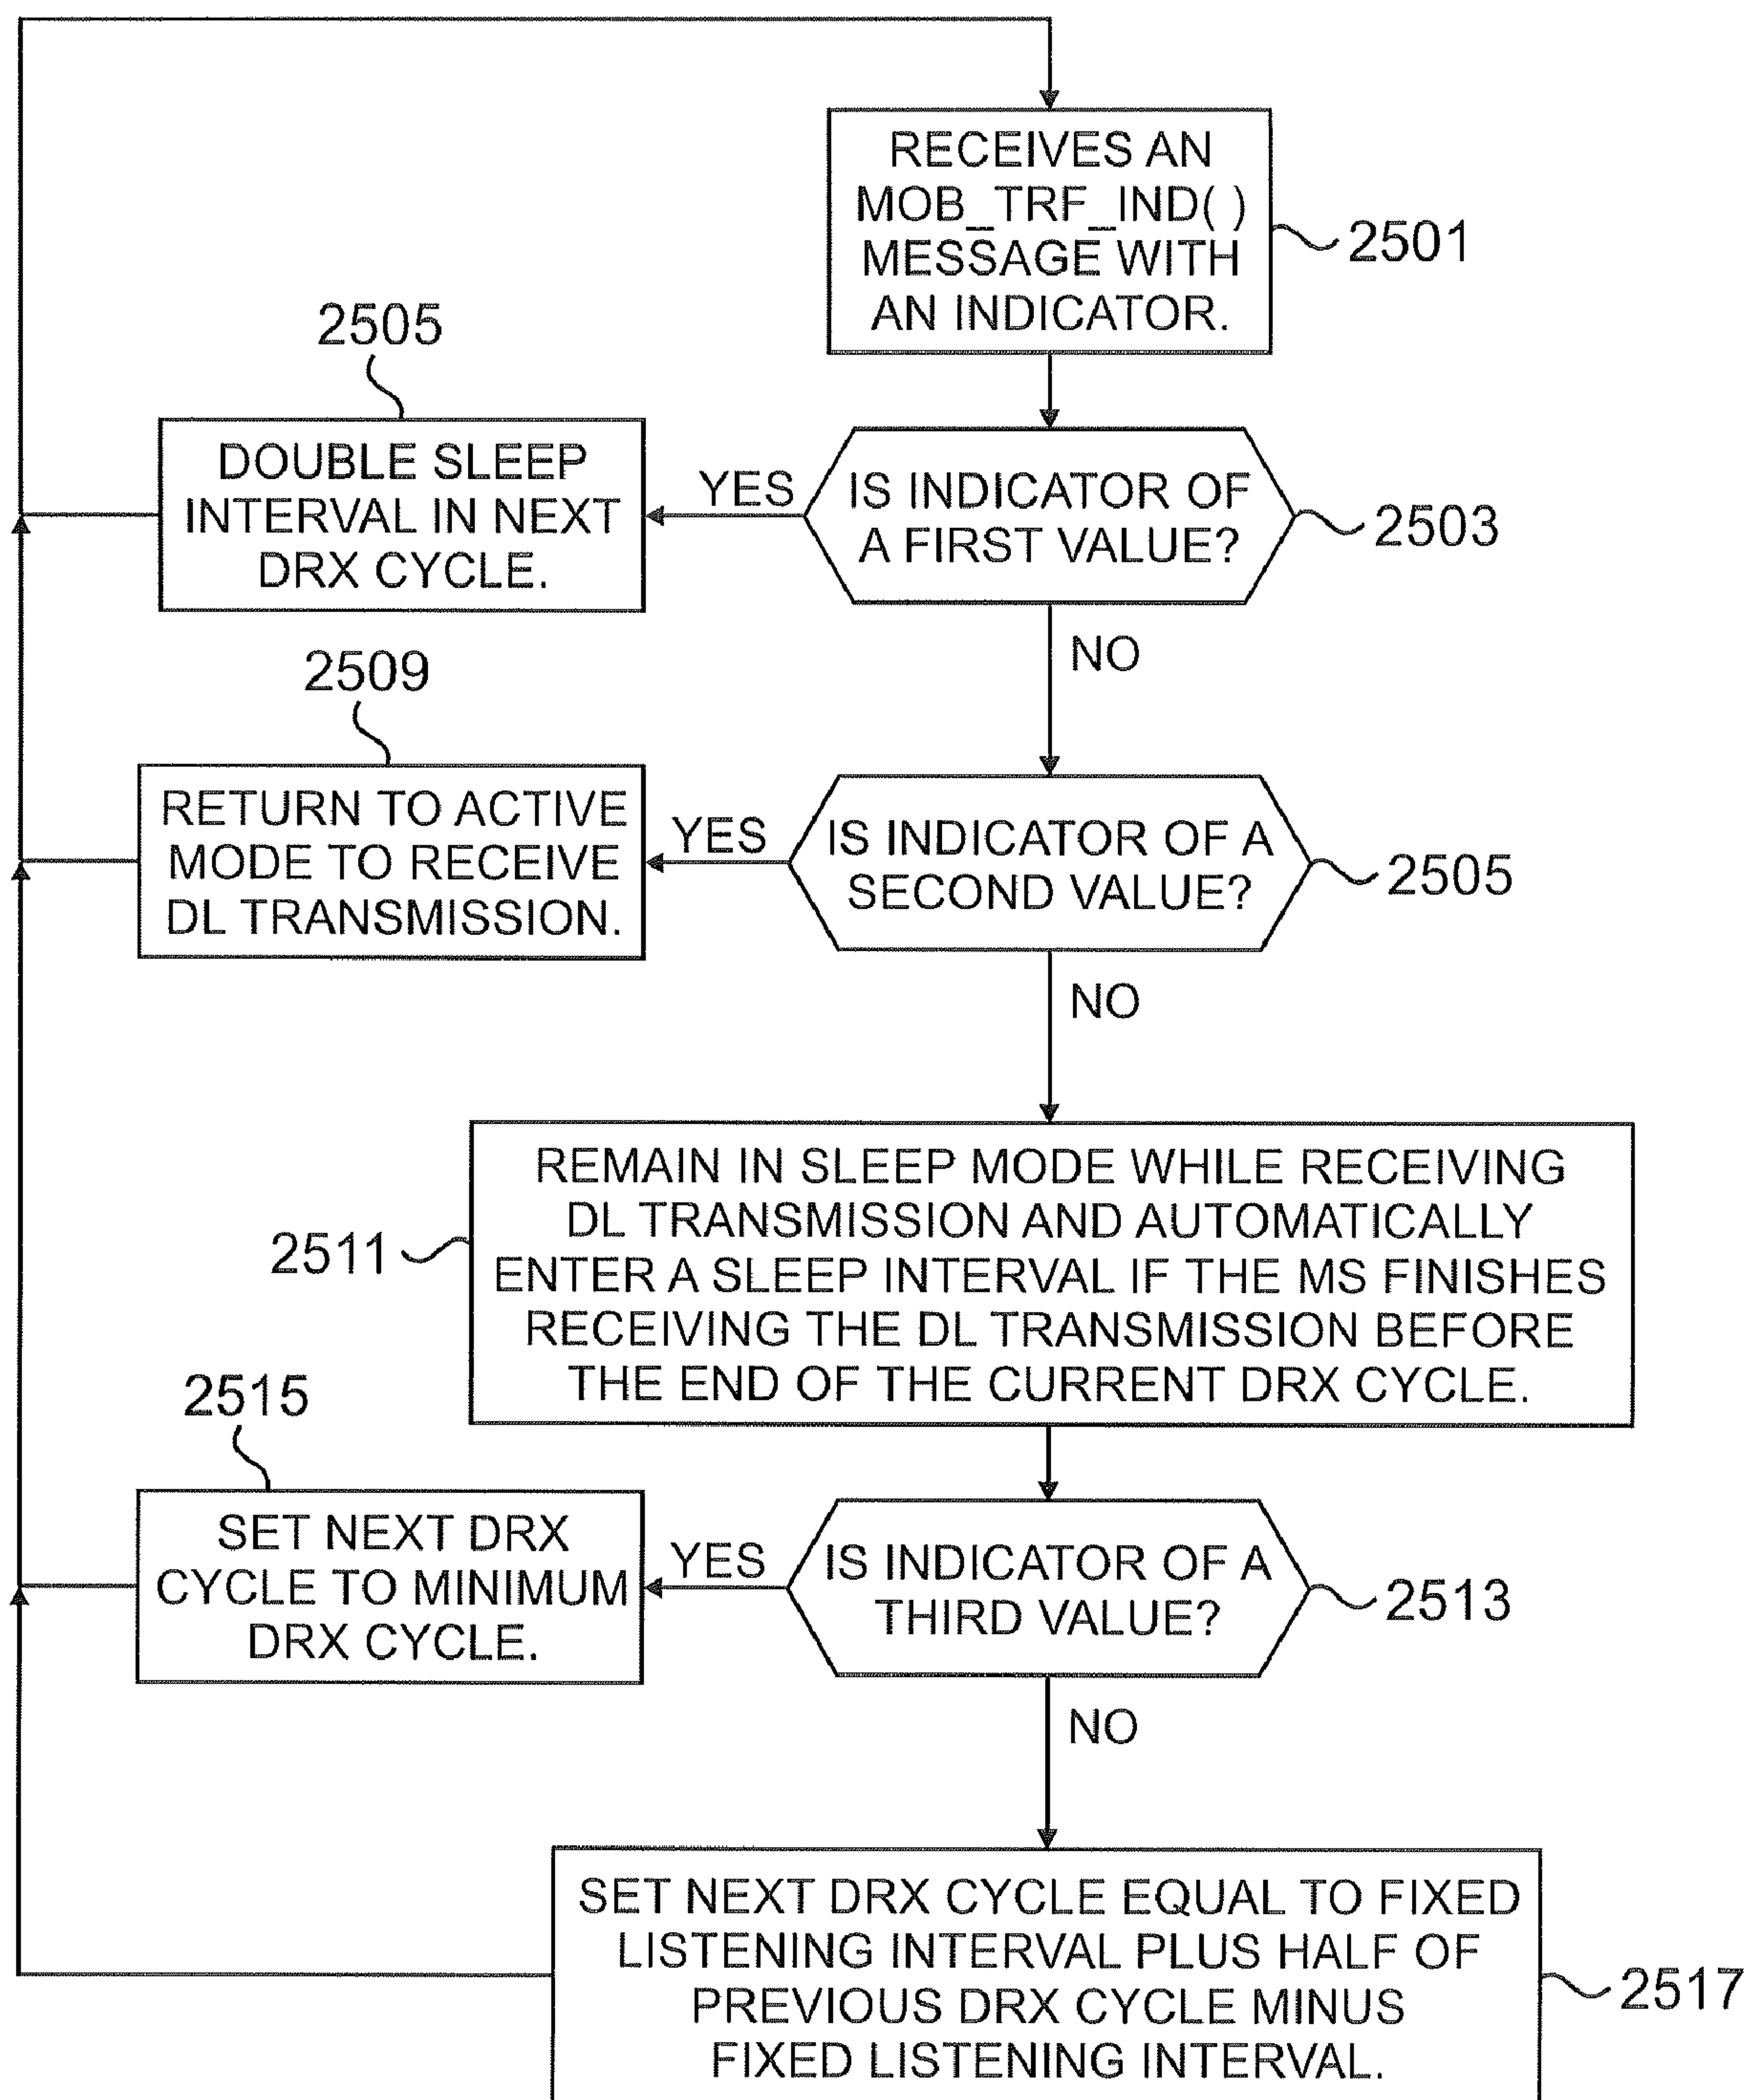 RECEIVES AN
MOB_TRF_IND( )
MESSAGE WITH
AN INDICATOR.
2501
2505
DOUBLE SLEEP
INTERVAL IN NEXT
DRX CYCLE.
YES
IS INDICATOR OF
A FIRST VALUE?
2503
NO
2509
RETURN TO ACTIVE
MODE TO RECEIVE
DL TRANSMISSION.
YES
IS INDICATOR OF A
SECOND VALUE?
2505
NO
REMAIN IN SLEEP MODE WHILE RECEIVING
DL TRANSMISSION AND AUTOMATICALLY
ENTER A SLEEP INTERVAL IF THE MS FINISHES
RECEIVING THE DL TRANSMISSION BEFORE
THE END OF THE CURRENT DRX CYCLE.
2511
2515
SET NEXT DRX
CYCLE TO MINIMUM
DRX CYCLE.
YES
IS INDICATOR OF A
THIRD VALUE?
2513
NO
SET NEXT DRX CYCLE EQUAL TO FIXED
LISTENING INTERVAL PLUS HALF OF
PREVIOUS DRX CYCLE MINUS
FIXED LISTENING INTERVAL.
2517